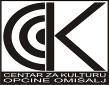 CENTAR ZA KULTURU
OPĆINE OMIŠALJ